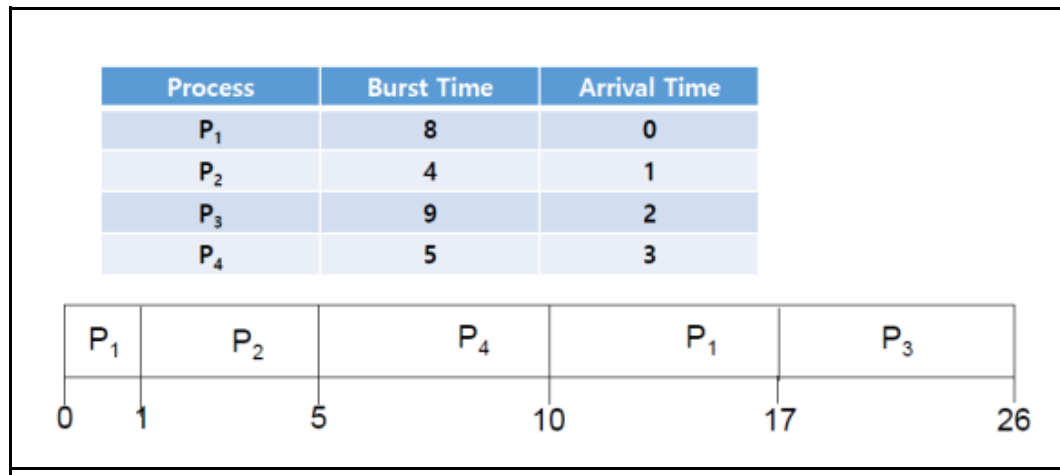 Process Burst Time Arrival Time
P₁ 8 0
P₂ 4 1
P₃ 9 2
P₄ 5 3
P₁ P₂ P₄ P₁ P₃
0 1 5 10 17 26